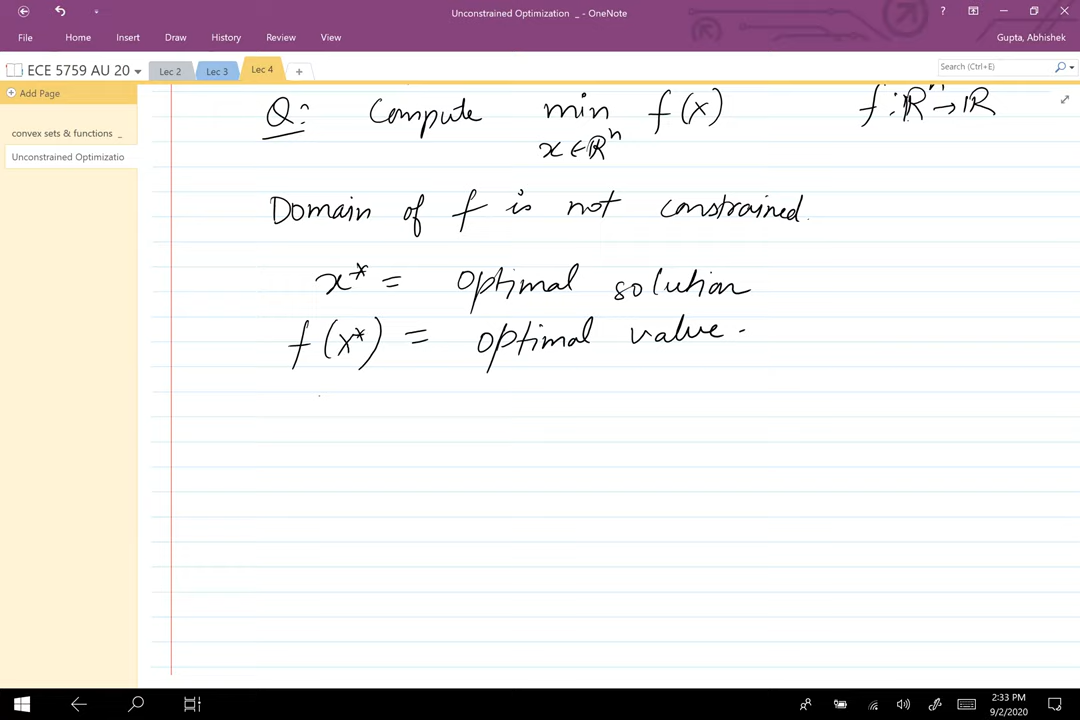 Unconstrained Optimization _ - OneNote
File Home Insert Draw History Review View
Gupta, Abhishek
ECE 5759 AU 20
Lec 2
Lec 3
Lec 4
Search (Ctrl+E)
Add Page
convex sets & functions _
Unconstrained Optimizatio
Q: Compute min f(x) f: ℝⁿ → ℝ
x ∈ ℝⁿ
Domain of f is not constrained.
x* = optimal solution
f(x*) = optimal value.
2:33 PM
9/2/2020